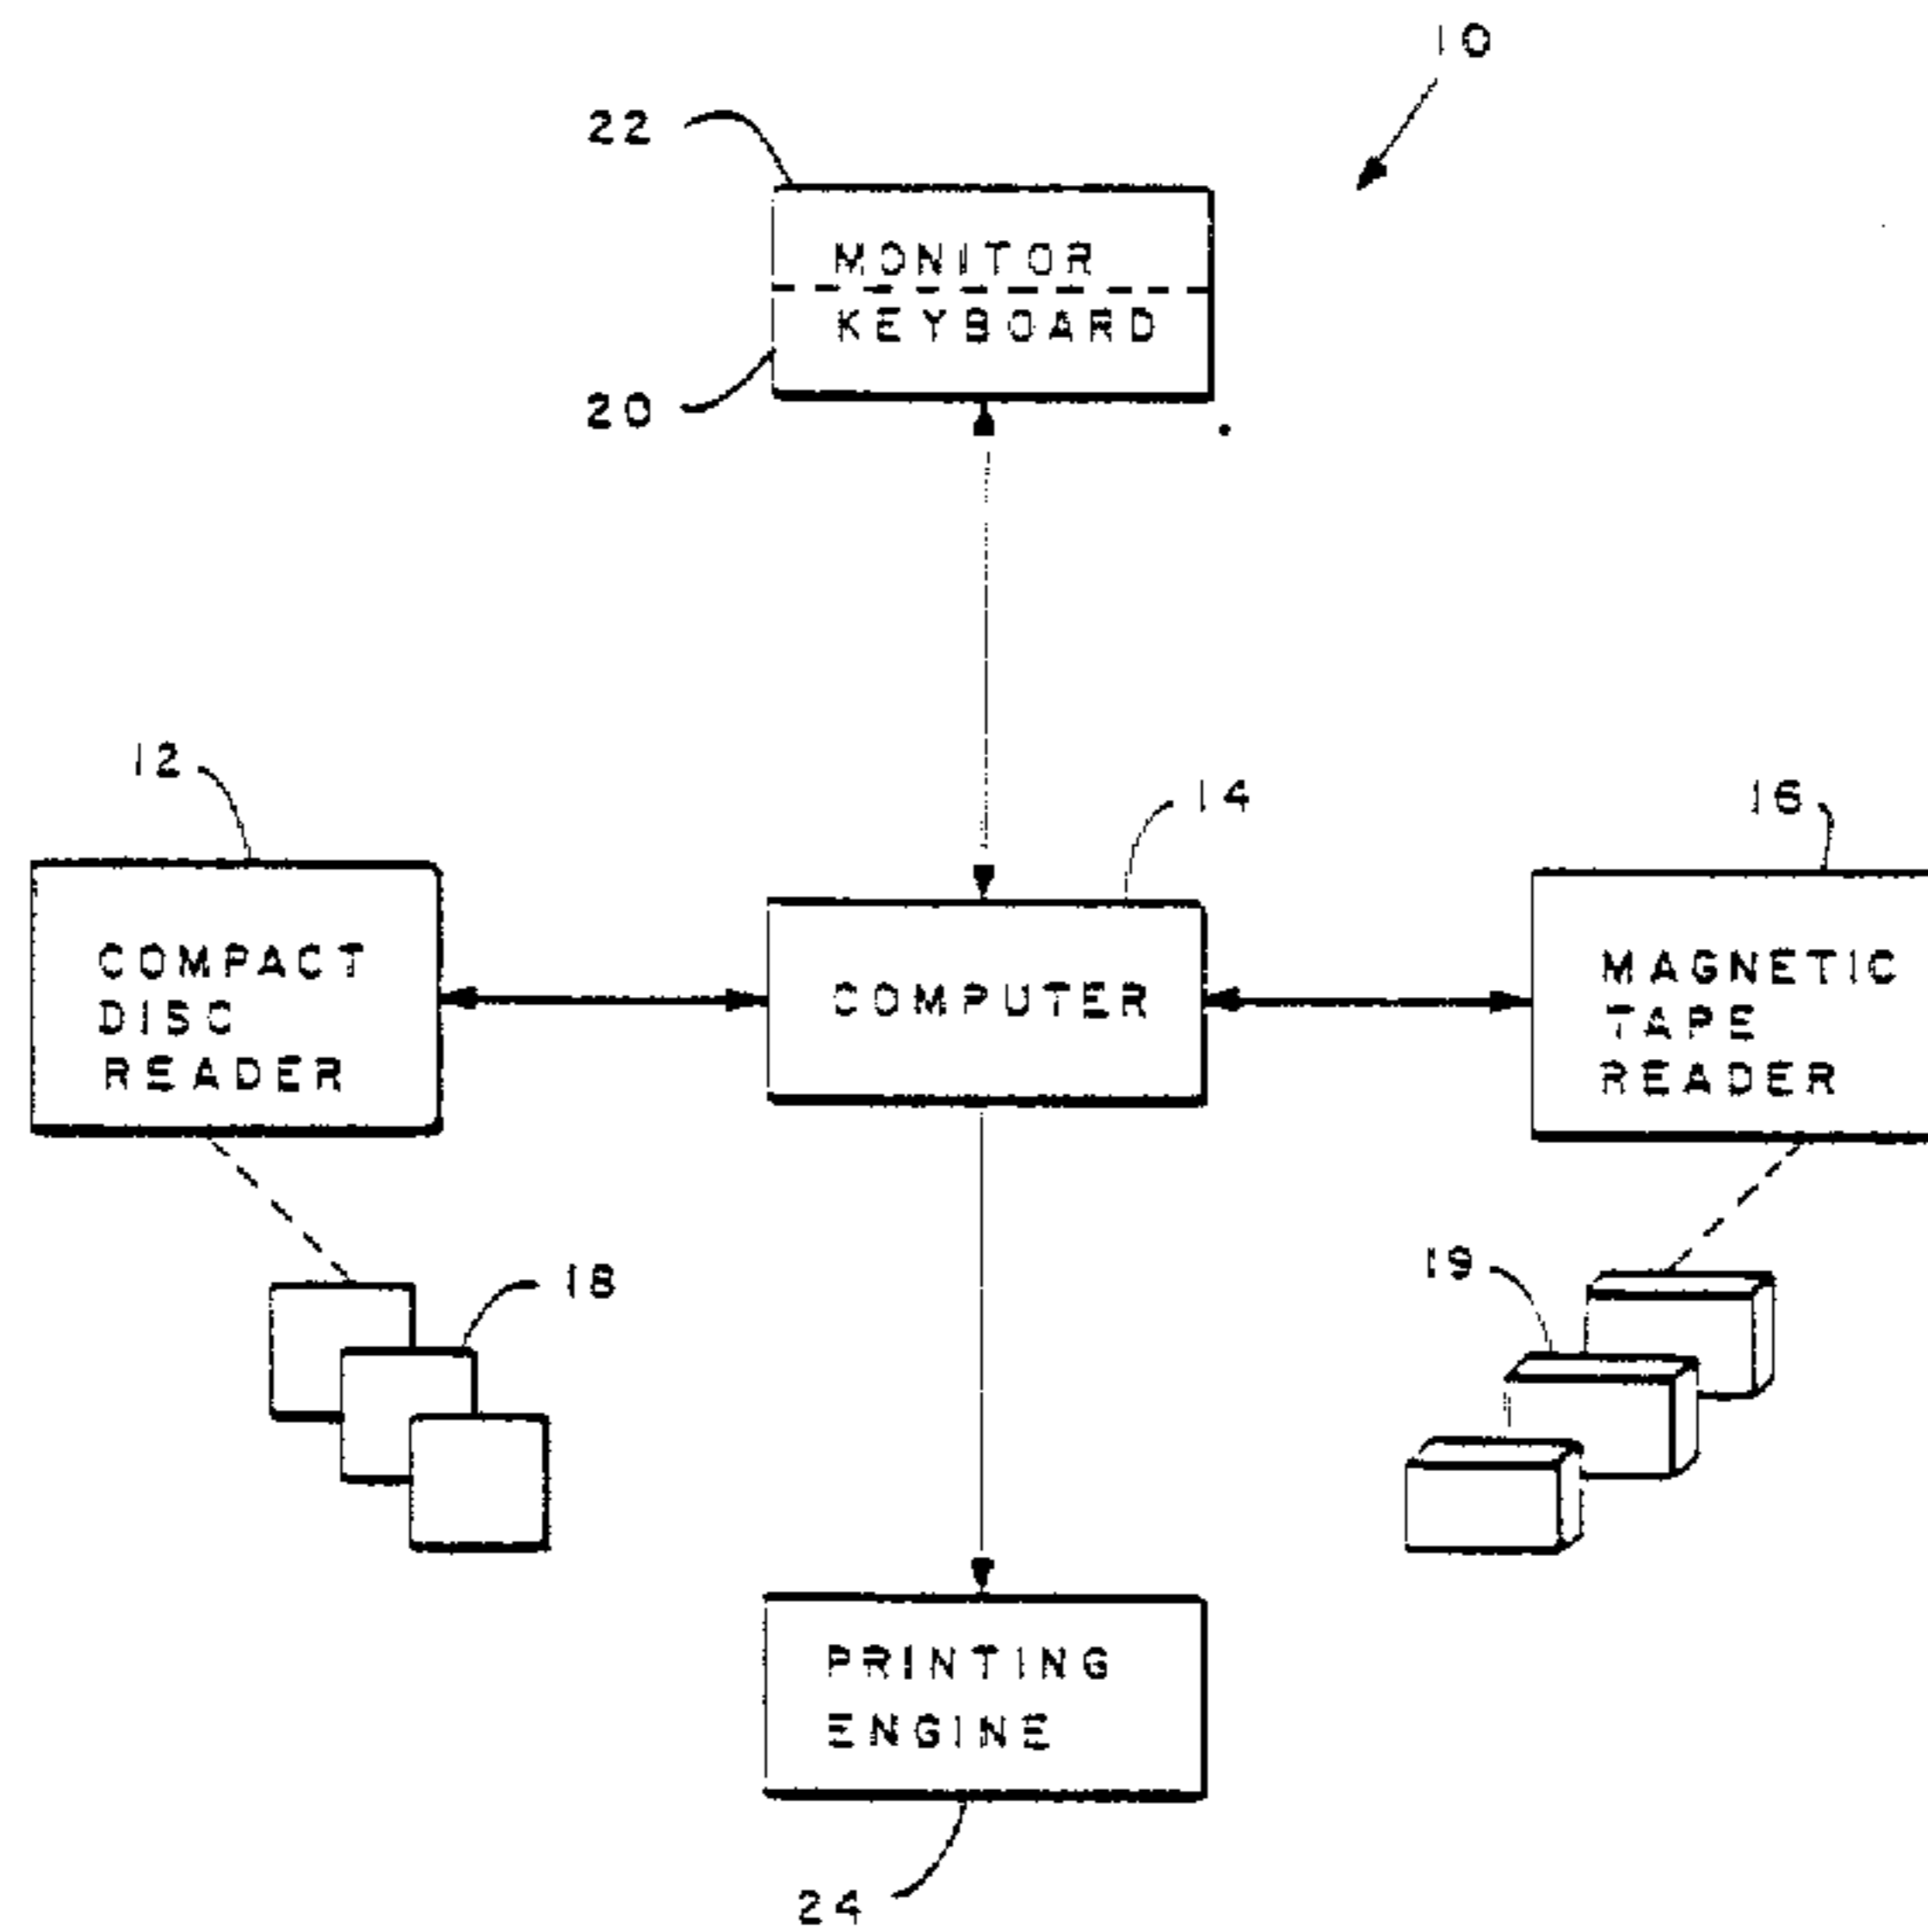 10
22
MONITOR
KEYBOARD
20
12
14
16
COMPACT
DISC
READER
COMPUTER
MAGNETIC
TAPE
READER
18
19
PRINTING
ENGINE
24